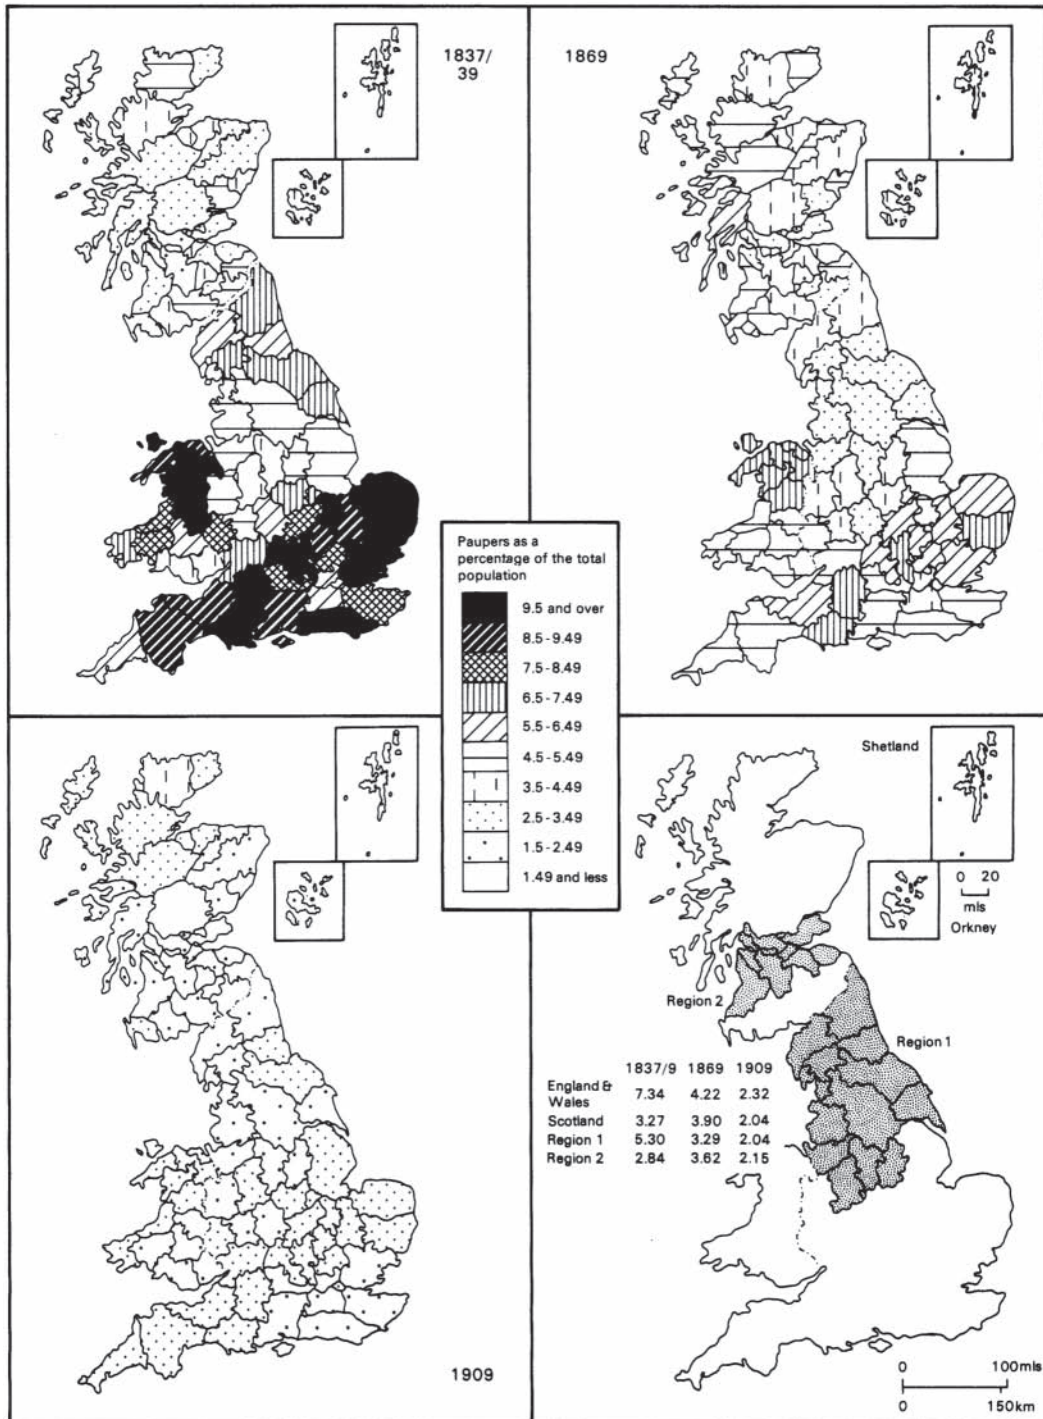 1837/
39
1869
Paupers as a
percentage of the total
population
9.5 and over
8.5-9.49
7.5-8.49
6.5-7.49
5.5-6.49
4.5-5.49
3.5-4.49
2.5-3.49
1.5-2.49
1.49 and less
1909
Shetland
0 20
mls
Orkney
Region 2
Region 1
1837/9 1869 1909
England &
Wales 7.34 4.22 2.32
Scotland 3.27 3.90 2.04
Region 1 5.30 3.29 2.04
Region 2 2.84 3.62 2.15
0 100mls
0 150km